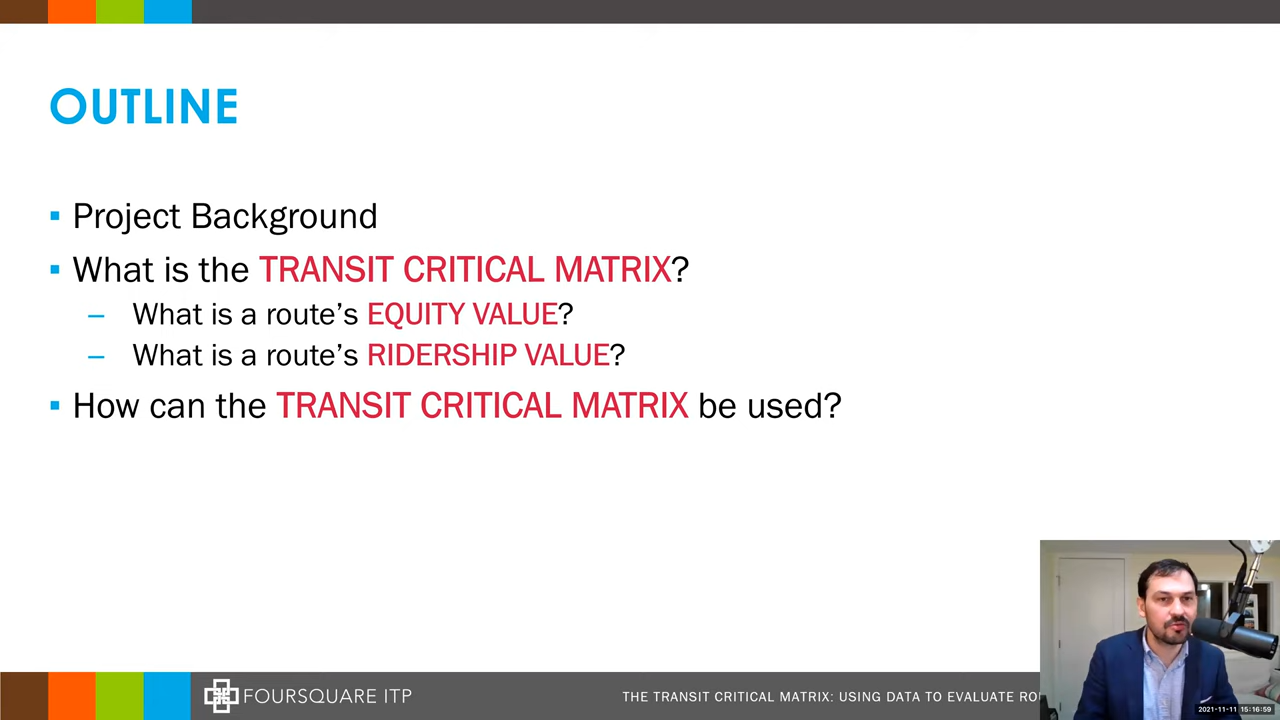 OUTLINE
▪ Project Background
▪ What is the TRANSIT CRITICAL MATRIX?
– What is a route’s EQUITY VALUE?
– What is a route’s RIDERSHIP VALUE?
▪ How can the TRANSIT CRITICAL MATRIX be used?
FOURSQUARE ITP
THE TRANSIT CRITICAL MATRIX: USING DATA TO EVALUATE
2021-11-11 15:16:59